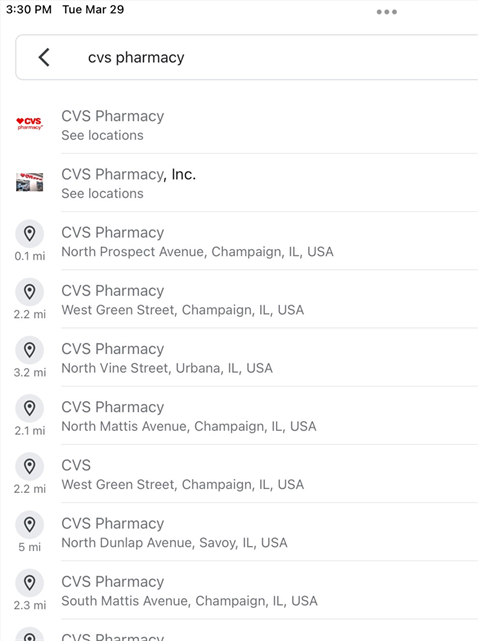 3:30 PM Tue Mar 29
cvs pharmacy
CVS pharmacy
CVS Pharmacy
See locations
CVS Pharmacy, Inc.
See locations
CVS Pharmacy
North Prospect Avenue, Champaign, IL, USA
0.1 mi
CVS Pharmacy
West Green Street, Champaign, IL, USA
2.2 mi
CVS Pharmacy
North Vine Street, Urbana, IL, USA
3.2 mi
CVS Pharmacy
North Mattis Avenue, Champaign, IL, USA
2.1 mi
CVS
West Green Street, Champaign, IL, USA
2.2 mi
CVS Pharmacy
North Dunlap Avenue, Savoy, IL, USA
5 mi
CVS Pharmacy
South Mattis Avenue, Champaign, IL, USA
2.3 mi
CVS Pharmacy